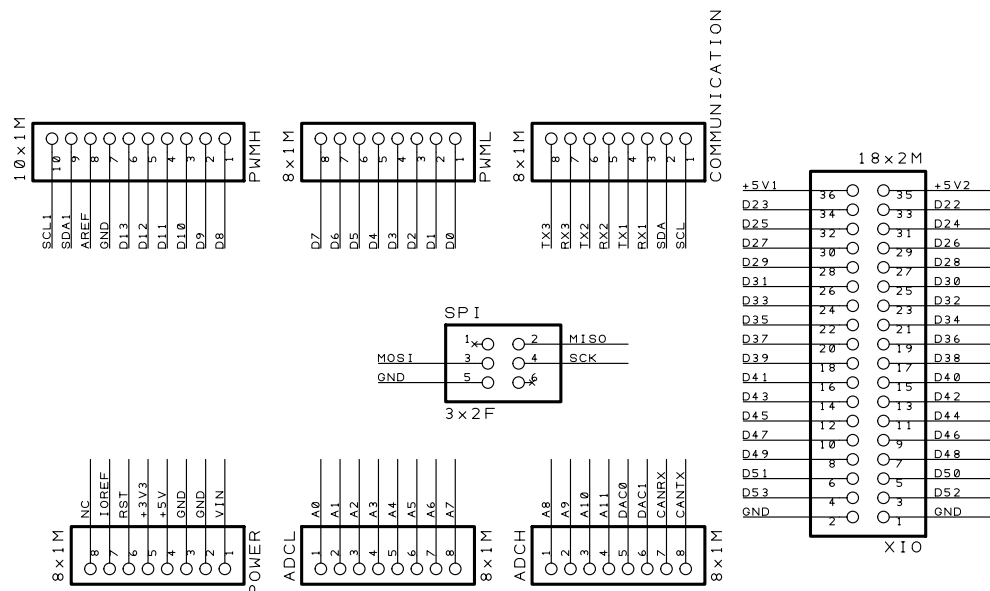 10x1M
10 9 8 7 6 5 4 3 2 1
PWMH
SCL1 SDA1 AREF GND D13 D12 D11 D10 D9 D8
8x1M
8 7 6 5 4 3 2 1
PWML
D7 D6 D5 D4 D3 D2 D1 D0
8x1M
8 7 6 5 4 3 2 1
COMMUNICATION
TX3 RX3 TX2 RX2 TX1 RX1 SDA SCL
18x2M
+5V1 36 35 +5V2
D23 34 33 D22
D25 32 31 D24
D27 30 29 D26
D29 28 27 D28
D31 26 25 D30
D33 24 23 D32
D35 22 21 D34
D37 20 19 D36
D39 18 17 D38
D41 16 15 D40
D43 14 13 D42
D45 12 11 D44
D47 10 9 D46
D49 8 7 D48
D51 6 5 D50
D53 4 3 D52
GND 2 1 GND
XIO
SPI
1 2 MISO
MOSI 3 4 SCK
GND 5 6
3x2F
NC IOREF RST +3V3 +5V GND GND VIN
8x1M
8 7 6 5 4 3 2 1
POWER
A0 A1 A2 A3 A4 A5 A6 A7
ADCL
1 2 3 4 5 6 7 8
8x1M
A8 A9 A10 A11 DAC0 DAC1 CANRX CANTX
ADCH
1 2 3 4 5 6 7 8
8x1M